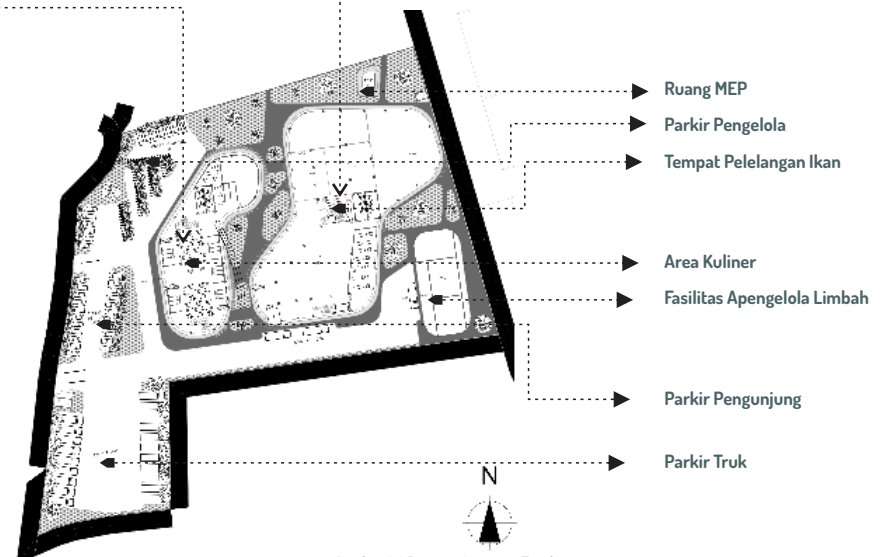 Ruang MEP
Parkir Pengelola
Tempat Pelelangan Ikan
Area Kuliner
Fasilitas Apengelola Limbah
Parkir Pengunjung
Parkir Truk
N